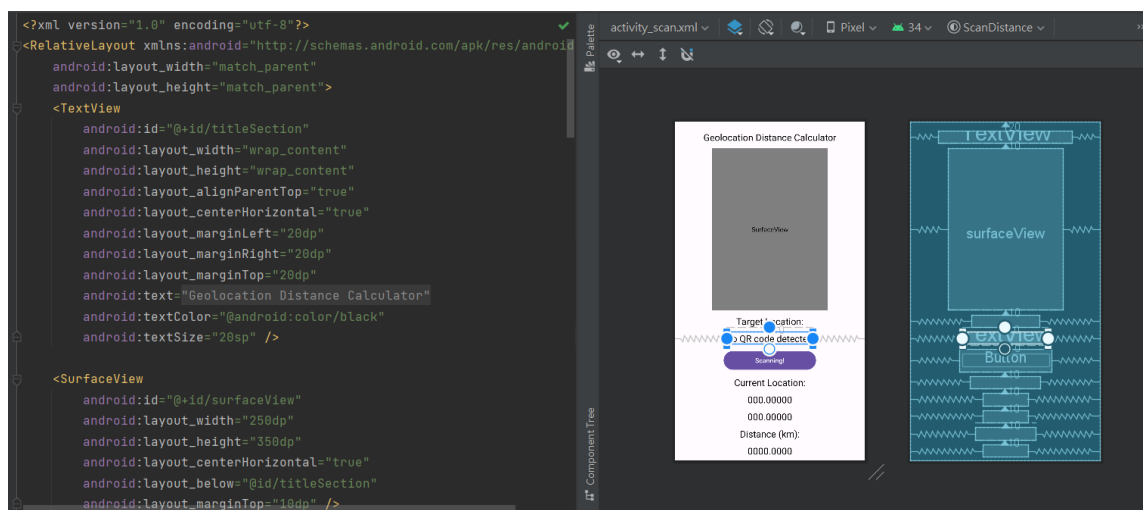 <?xml version="1.0" encoding="utf-8"?>
<RelativeLayout xmlns:android="http://schemas.android.com/apk/res/android
android:layout_width="match_parent"
android:layout_height="match_parent">
<TextView
android:id="@+id/titleSection"
android:layout_width="wrap_content"
android:layout_height="wrap_content"
android:layout_alignParentTop="true"
android:layout_centerHorizontal="true"
android:layout_marginLeft="20dp"
android:layout_marginRight="20dp"
android:layout_marginTop="20dp"
android:text="Geolocation Distance Calculator"
android:textColor="@android:color/black"
android:textSize="20sp" />
<SurfaceView
android:id="@+id/surfaceView"
android:layout_width="250dp"
android:layout_height="350dp"
android:layout_centerHorizontal="true"
android:layout_below="@id/titleSection"
android:layout_marginTop="10dp" />
Palette
Component Tree
activity_scan.xml
Pixel
34
ScanDistance
Geolocation Distance Calculator
SurfaceView
Target
QR code
Scanning!
Current Location:
000.00000
000.00000
Distance (km):
0000.0000
TextView
surfaceView
TextView
Button